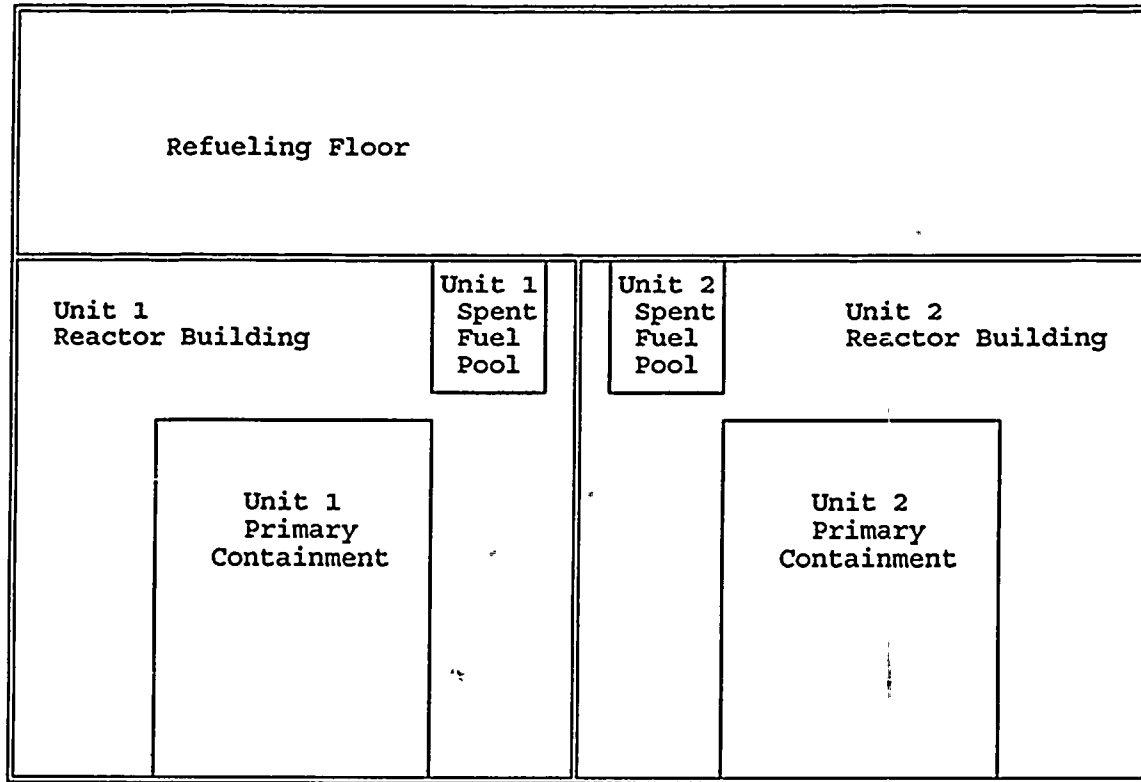 Refueling Floor
Unit 1
Reactor Building
Unit 1
Spent
Fuel
Pool
Unit 2
Spent
Fuel
Pool
Unit 2
Reactor Building
Unit 1
Primary
Containment
Unit 2
Primary
Containment